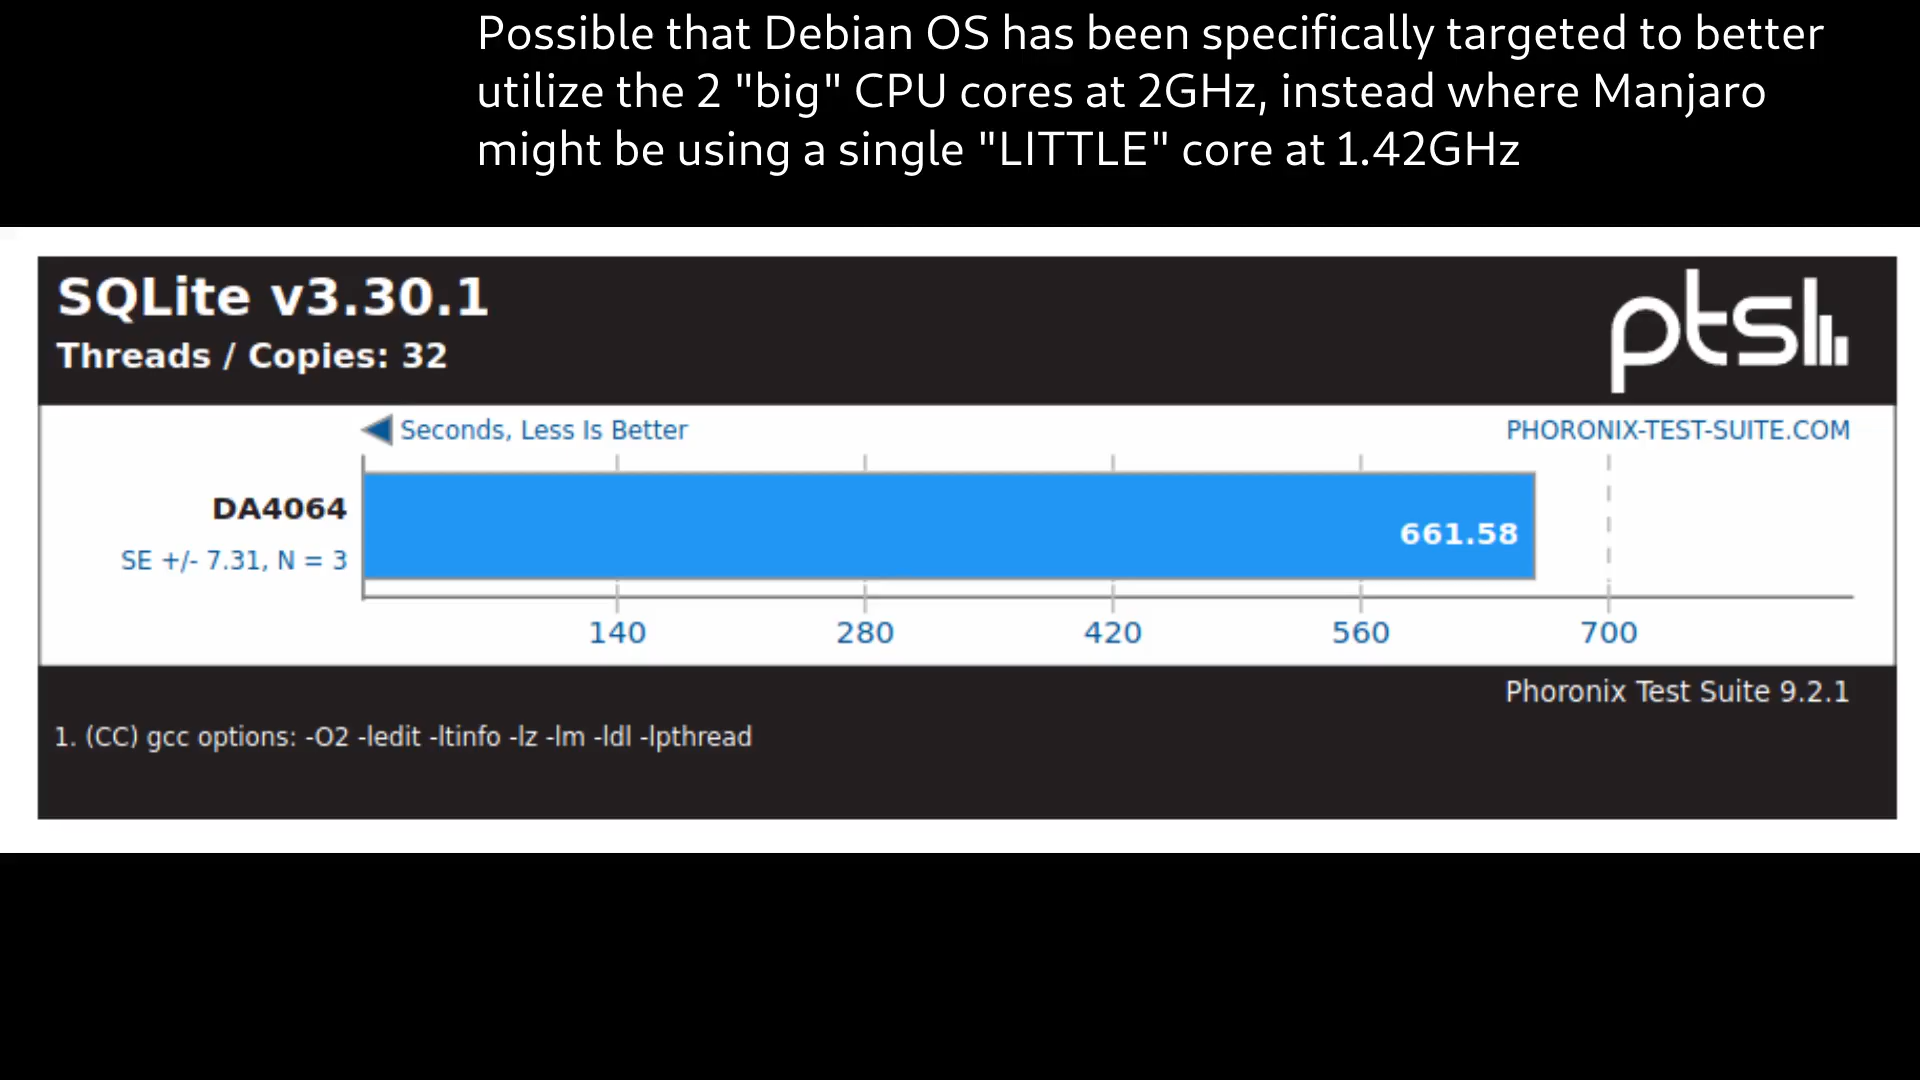 Possible that Debian OS has been specifically targeted to better
utilize the 2 "big" CPU cores at 2GHz, instead where Manjaro
might be using a single "LITTLE" core at 1.42GHz
SQLite v3.30.1
Threads / Copies: 32
pts
Seconds, Less Is Better
PHORONIX-TEST-SUITE.COM
DA4064
SE +/- 7.31, N = 3
661.58
140 280 420 560 700
Phoronix Test Suite 9.2.1
1. (CC) gcc options: -O2 -ledit -ltinfo -lz -lm -ldl -lpthread